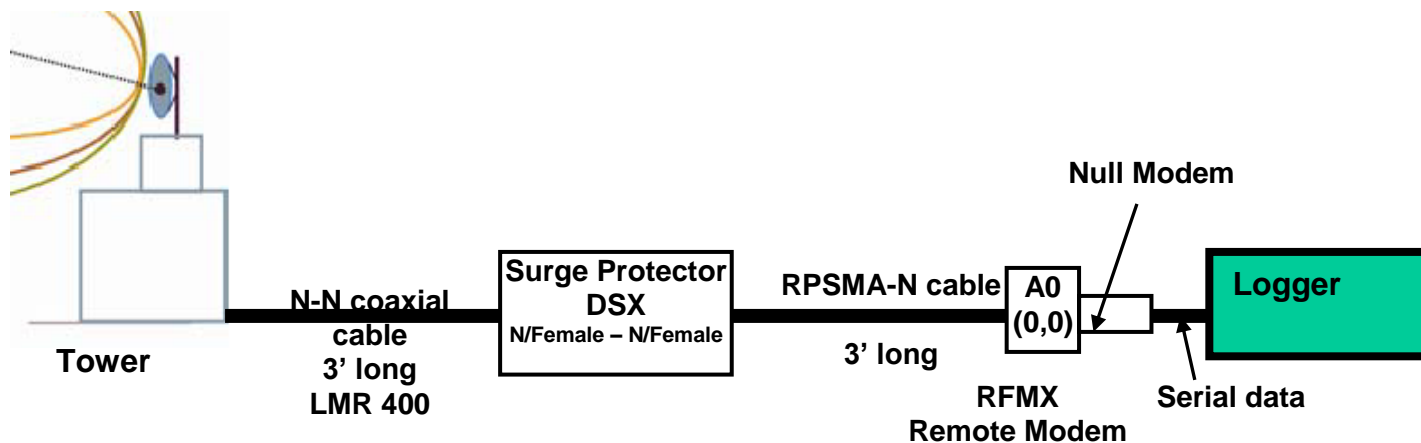 Tower
N-N coaxial
cable
3’ long
LMR 400
Surge Protector
DSX
N/Female – N/Female
RPSMA-N cable
3’ long
A0
(0,0)
RFMX
Remote Modem
Null Modem
Serial data
Logger